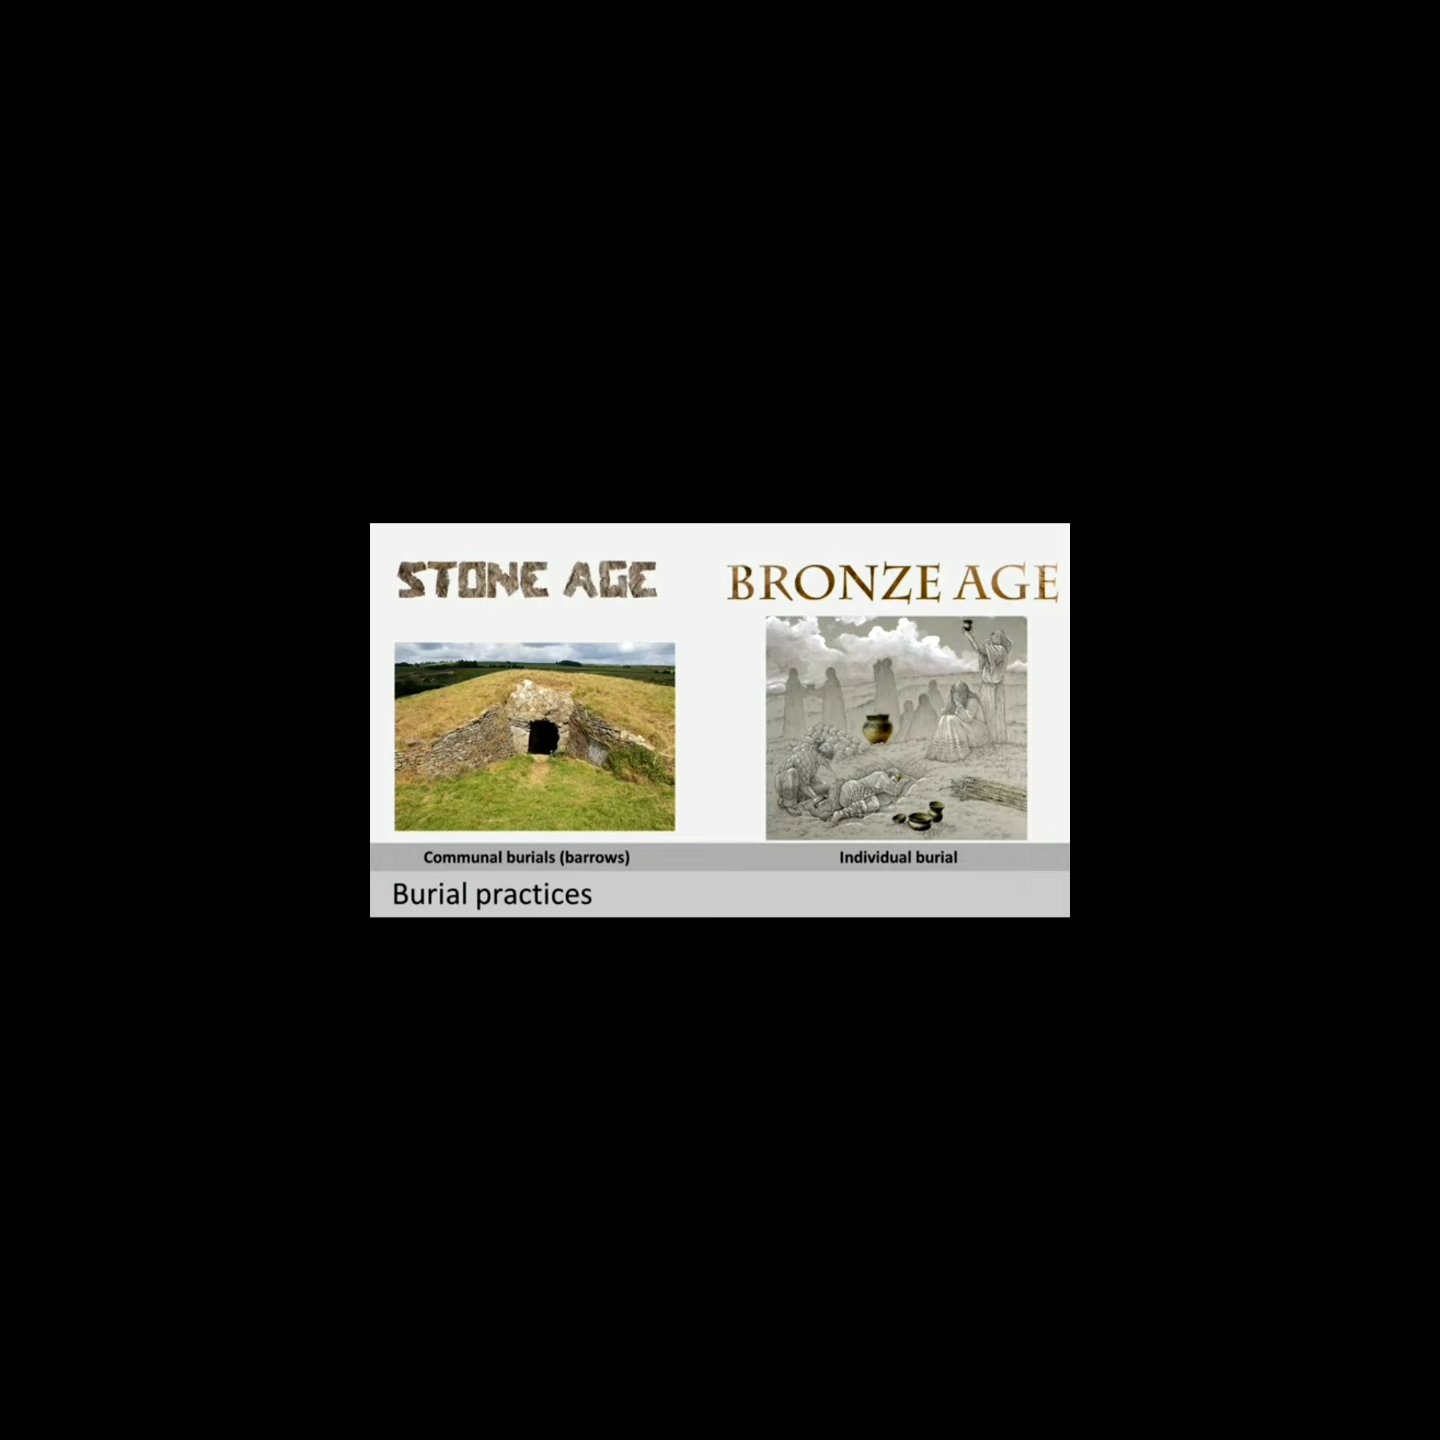 STONE AGE
BRONZE AGE
Communal burials (barrows)
Individual burial
Burial practices